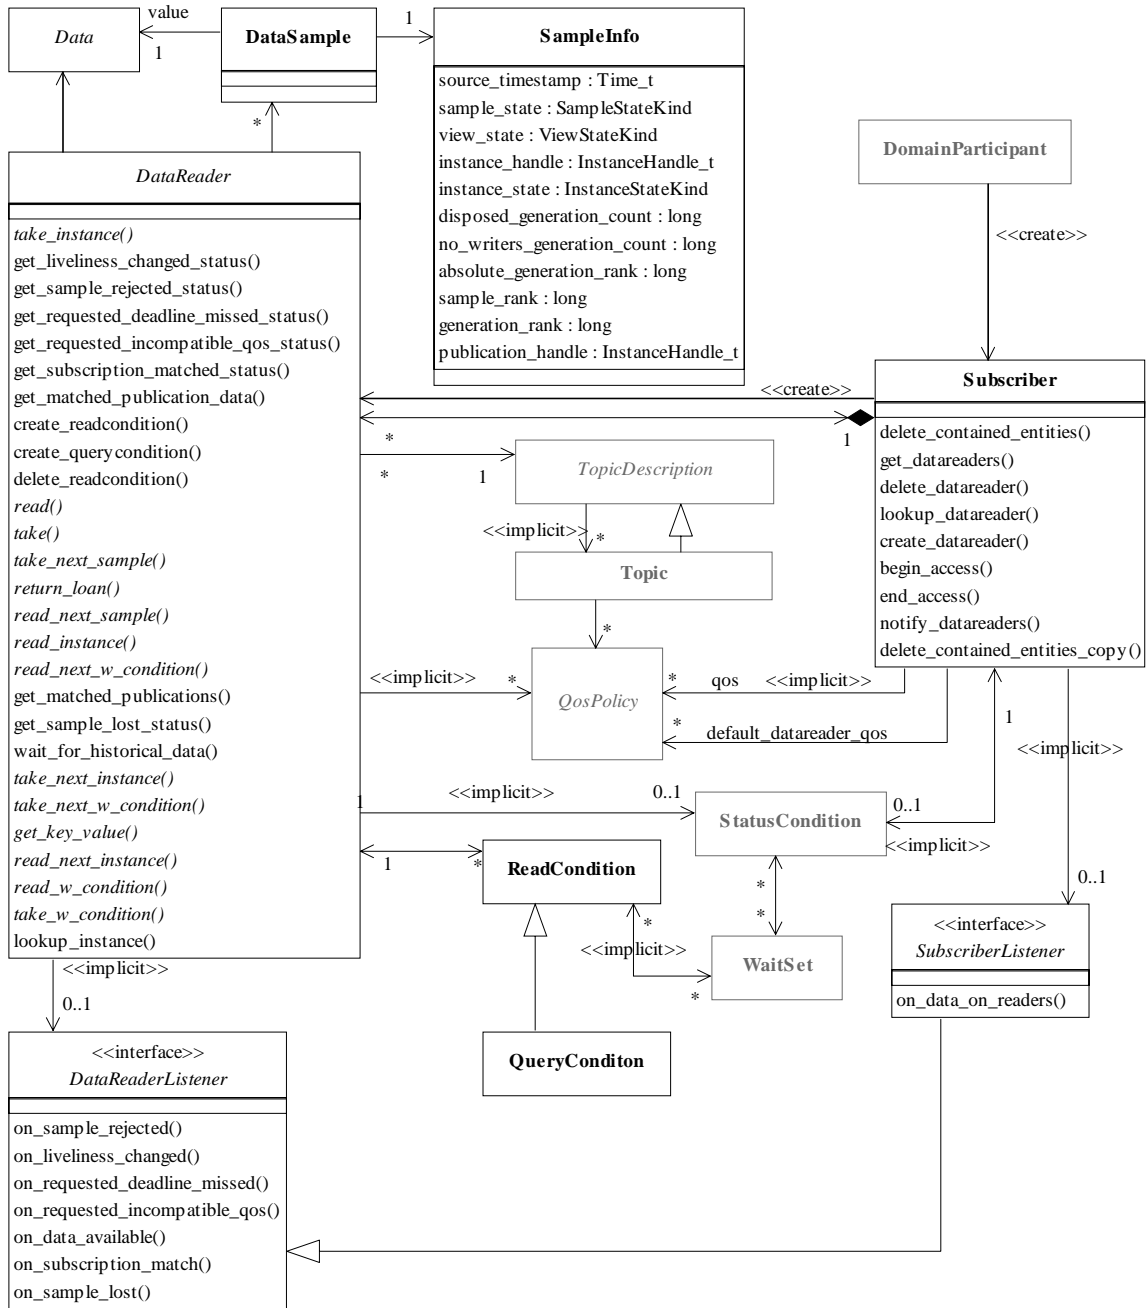 Data
value
1
DataSample
1
SampleInfo
source_timestamp : Time_t
sample_state : SampleStateKind
view_state : ViewStateKind
instance_handle : InstanceHandle_t
instance_state : InstanceStateKind
disposed_generation_count : long
no_writers_generation_count : long
absolute_generation_rank : long
sample_rank : long
generation_rank : long
publication_handle : InstanceHandle_t
*
DomainParticipant
<<create>>
DataReader
take_instance()
get_liveliness_changed_status()
get_sample_rejected_status()
get_requested_deadline_missed_status()
get_requested_incompatible_qos_status()
get_subscription_matched_status()
get_matched_publication_data()
create_readcondition()
create_querycondition()
delete_readcondition()
read()
take()
take_next_sample()
return_loan()
read_next_sample()
read_instance()
read_next_w_condition()
get_matched_publications()
get_sample_lost_status()
wait_for_historical_data()
take_next_instance()
take_next_w_condition()
get_key_value()
read_next_instance()
read_w_condition()
take_w_condition()
lookup_instance()
<<create>>
*
1
*
1
Subscriber
delete_contained_entities()
get_datareaders()
delete_datareader()
lookup_datareader()
create_datareader()
begin_access()
end_access()
notify_datareaders()
delete_contained_entities_copy()
TopicDescription
<<implicit>>
*
Topic
*
<<implicit>>
*
QosPolicy
*
qos
<<implicit>>
*
default_datareader_qos
1
<<implicit>>
1
<<implicit>>
0..1
StatusCondition
0..1
<<implicit>>
1
*
ReadCondition
*
*
*
<<implicit>>
*
WaitSet
0..1
<<interface>>
SubscriberListener
on_data_on_readers()
<<implicit>>
0..1
QueryConditon
<<interface>>
DataReaderListener
on_sample_rejected()
on_liveliness_changed()
on_requested_deadline_missed()
on_requested_incompatible_qos()
on_data_available()
on_subscription_match()
on_sample_lost()